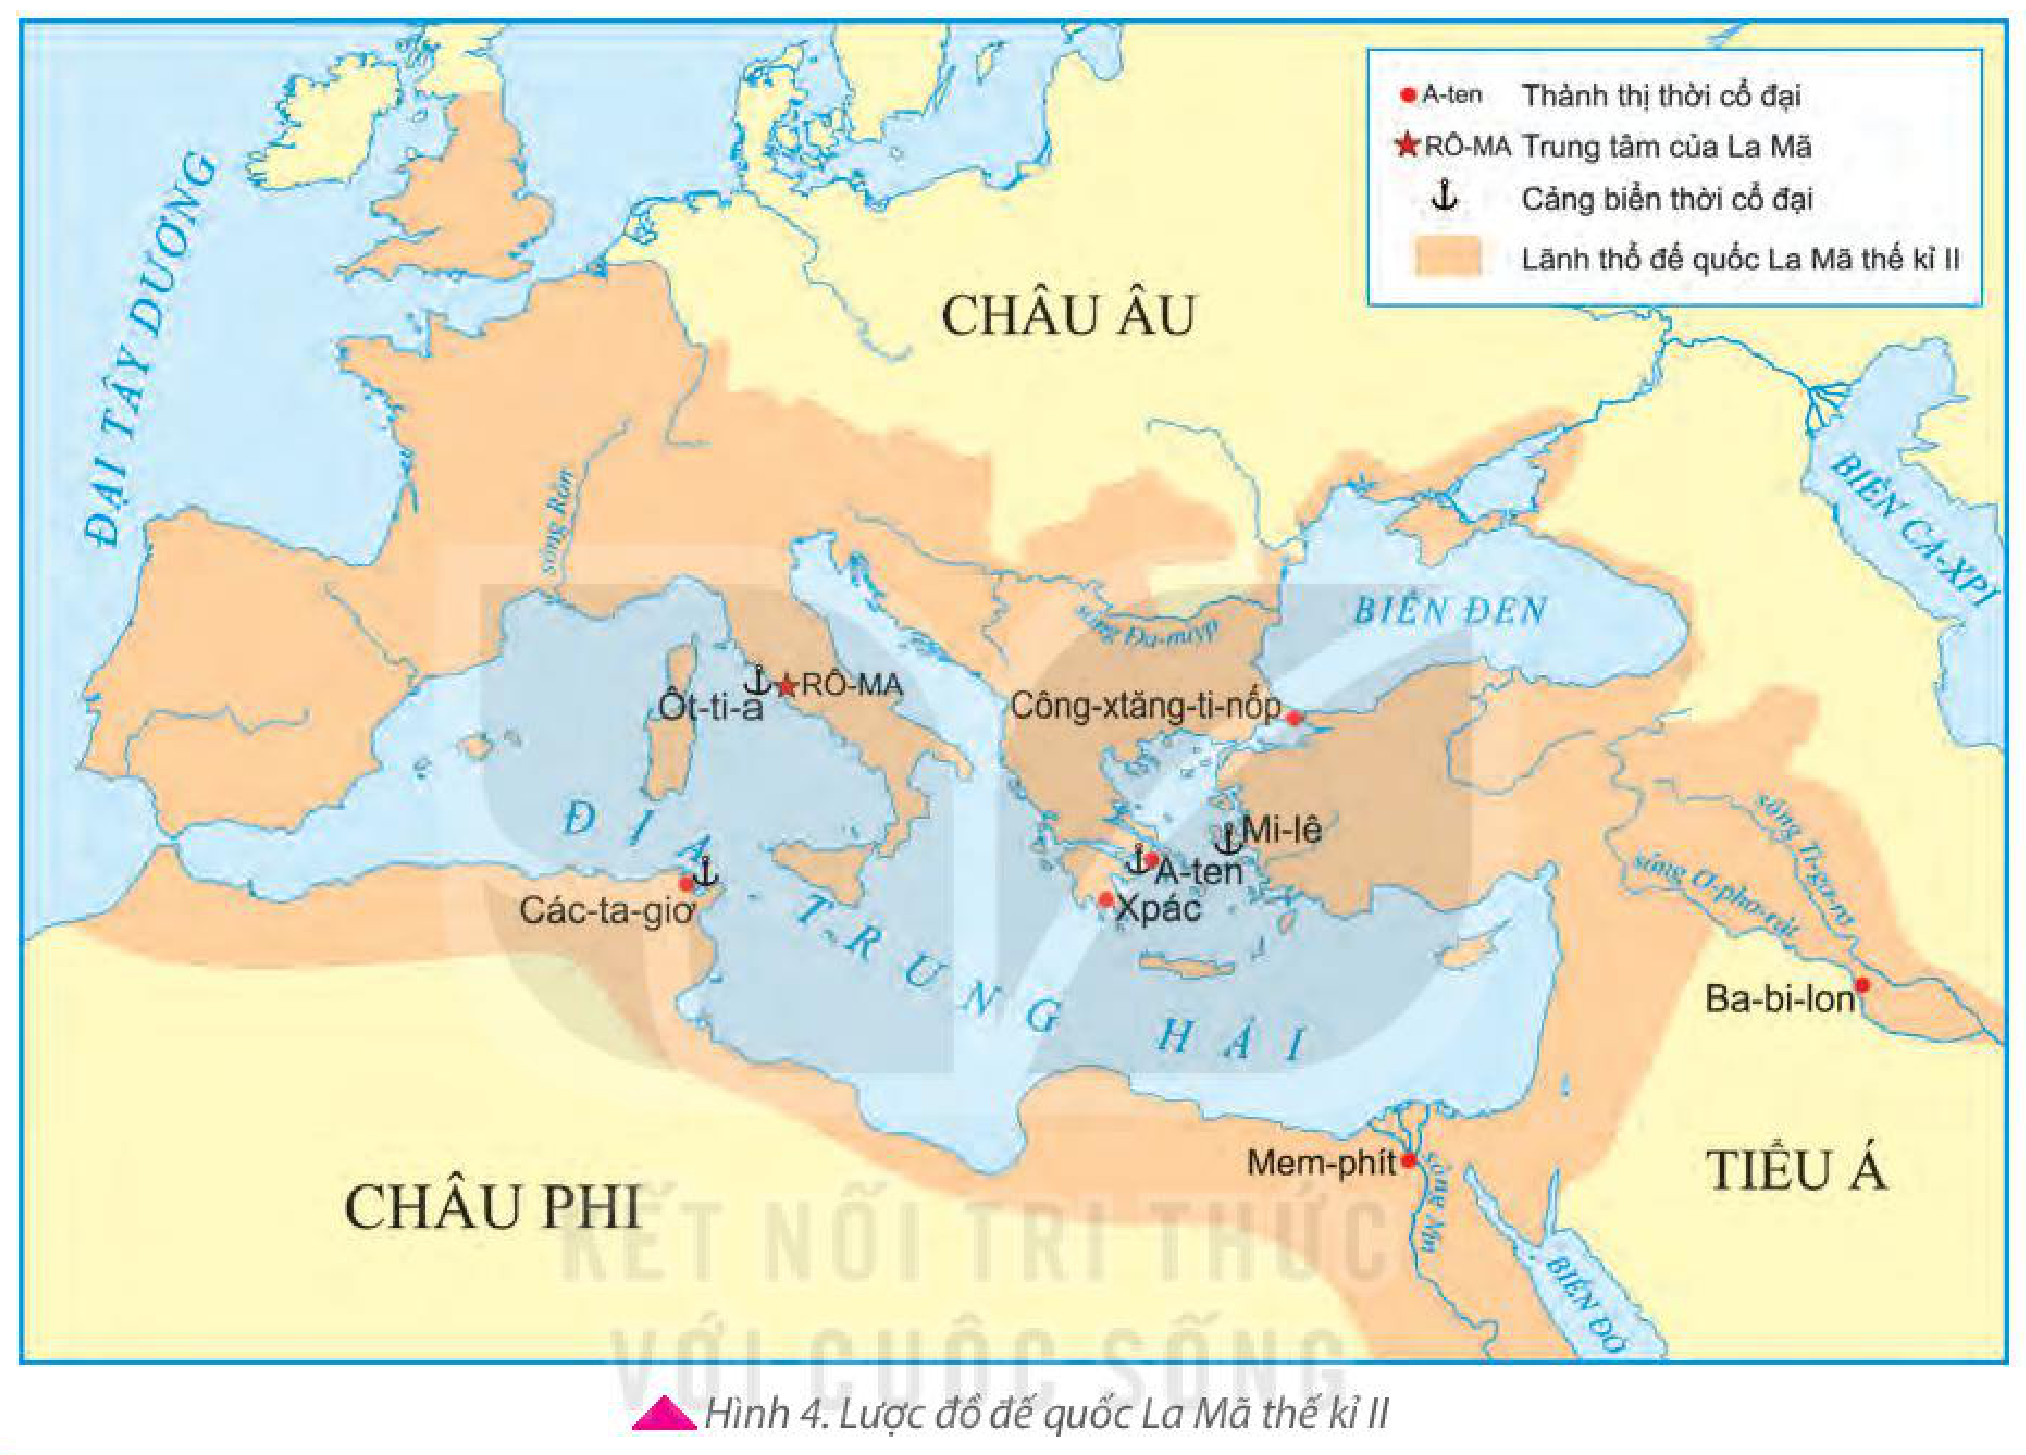 A-ten Thành thị thời cổ đại
RÔ-MA Trung tâm của La Mã
Cảng biển thời cổ đại
Lãnh thổ đế quốc La Mã thế kỉ II
ĐẠI TÂY DƯƠNG
CHÂU ÂU
BIỂN CA-XPI
sông Rôn
BIỂN ĐEN
sông Đa-nuýp
RÔ-MA
Ốt-ti-a
Công-xtăng-ti-nốp
ĐỊA TRUNG HẢI
Mi-lê
A-ten
Xpác
Các-ta-giơ
sông Ti-gơ-rơ
sông Ơ-phơ-rát
Ba-bi-lon
Mem-phít
sông Nin
TIỂU Á
CHÂU PHI
BIỂN ĐỎ
KẾT NỐI TRI THỨC
VỚI CUỘC SỐNG
Hình 4. Lược đồ đế quốc La Mã thế kỉ II